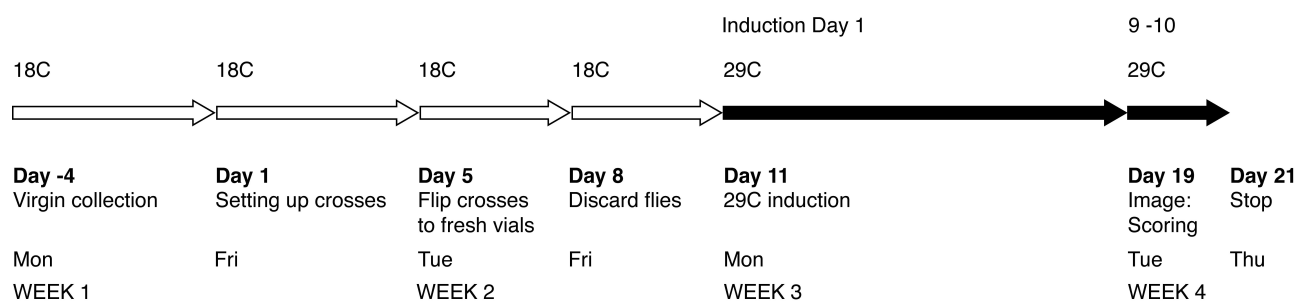 Induction Day 1 9 -10
18C 18C 18C 18C 29C 29C
Day -4 Day 1 Day 5 Day 8 Day 11 Day 19 Day 21
Virgin collection Setting up crosses Flip crosses Discard flies 29C induction Image: Stop
to fresh vials Scoring
Mon Fri Tue Fri Mon Tue Thu
WEEK 1 WEEK 2 WEEK 3 WEEK 4